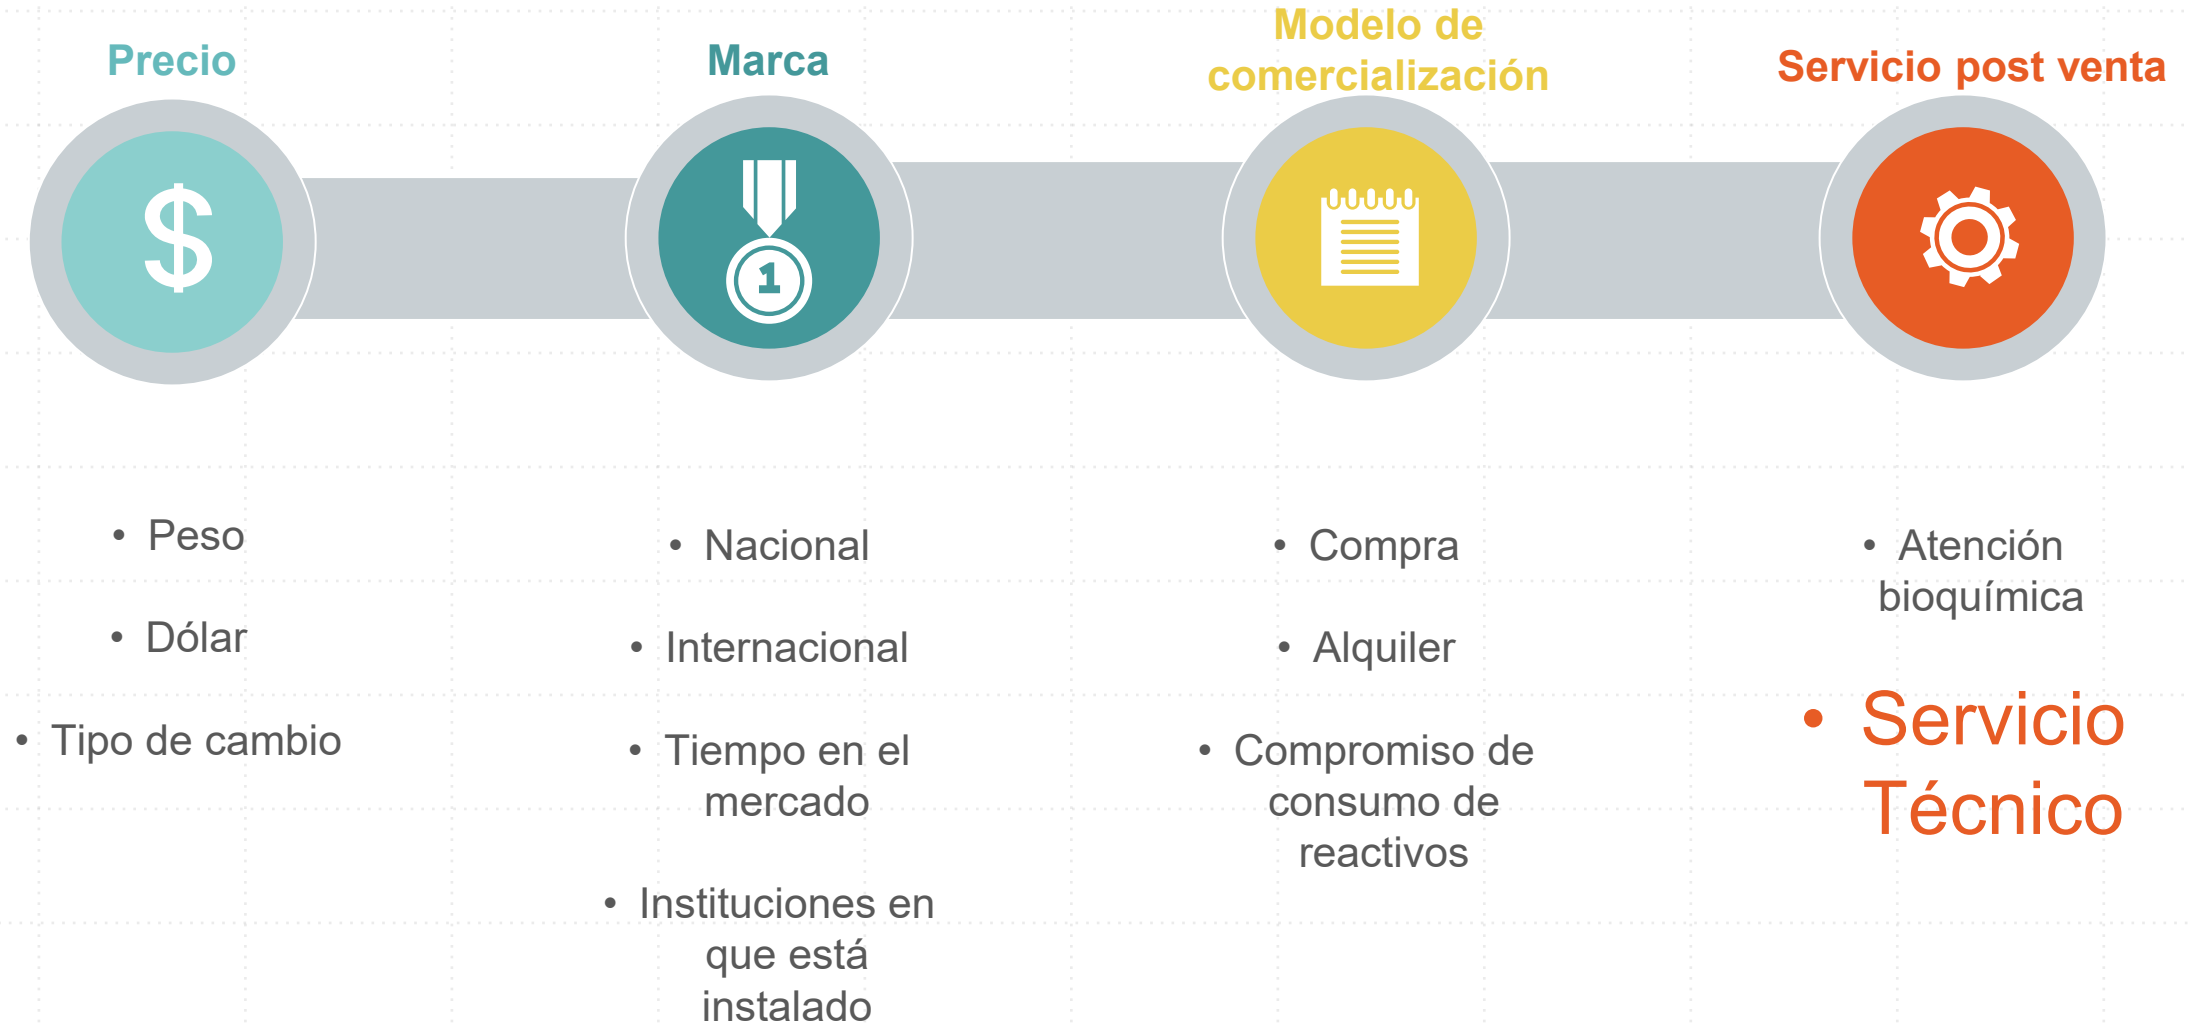 Precio
$
• Peso
• Dólar
• Tipo de cambio
Marca
1
• Nacional
• Internacional
• Tiempo en el
mercado
• Instituciones en
que está
instalado
Modelo de
comercialización
• Compra
• Alquiler
• Compromiso de
consumo de
reactivos
Servicio post venta
• Atención
bioquímica
• Servicio
Técnico